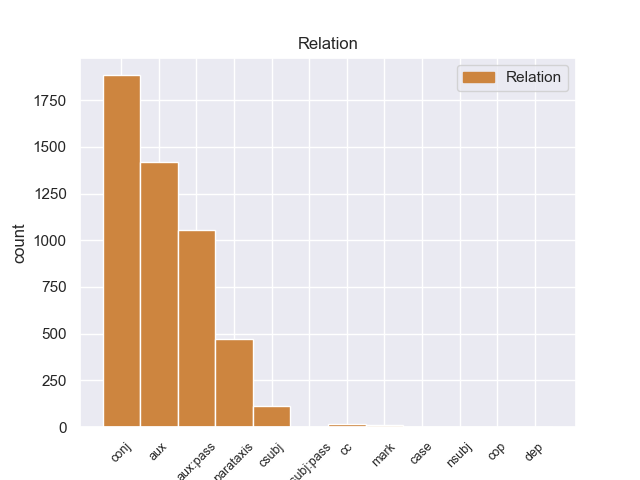 Relation
Relation
count
1750
1500
1250
1000
750
500
250
0
conj
aux
aux:pass
parataxis
csubj
subj:pass
cc
mark
case
nsubj
cop
dep